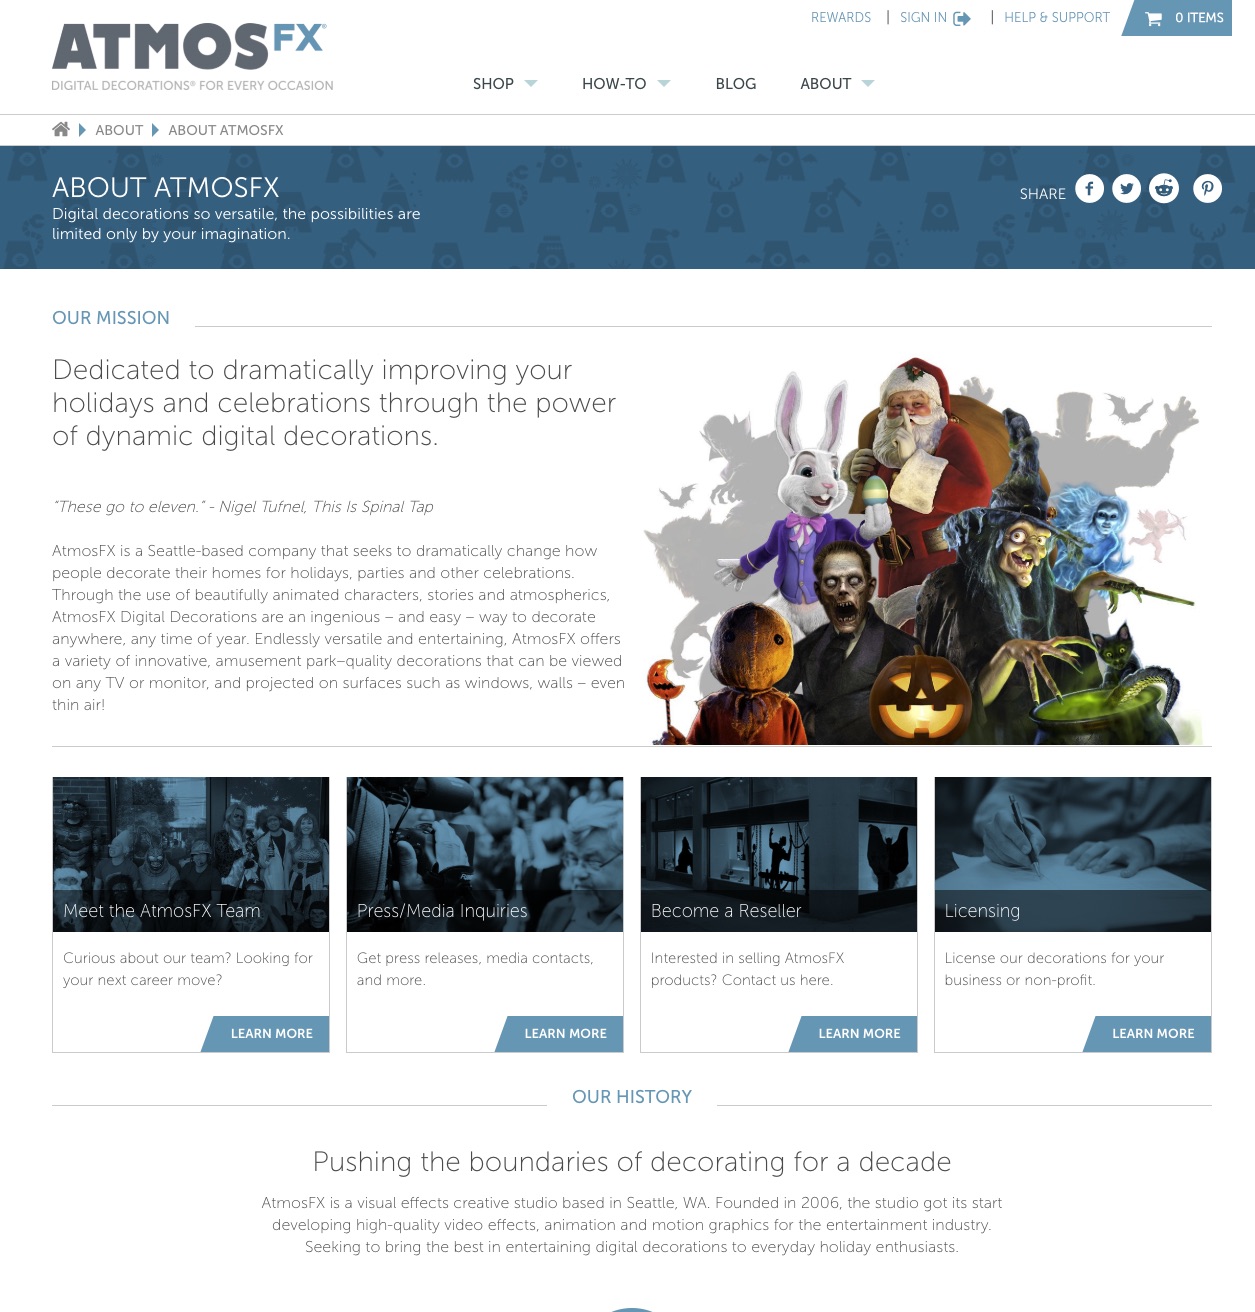 REWARDS | SIGN IN | HELP & SUPPORT 0 ITEMS
ATMOSFX®
DIGITAL DECORATIONS® FOR EVERY OCCASION
SHOP HOW-TO BLOG ABOUT
ABOUT ABOUT ATMOSFX
ABOUT ATMOSFX
Digital decorations so versatile, the possibilities are
limited only by your imagination.
SHARE
OUR MISSION
Dedicated to dramatically improving your
holidays and celebrations through the power
of dynamic digital decorations.
“These go to eleven.” - Nigel Tufnel, This Is Spinal Tap
AtmosFX is a Seattle-based company that seeks to dramatically change how
people decorate their homes for holidays, parties and other celebrations.
Through the use of beautifully animated characters, stories and atmospherics,
AtmosFX Digital Decorations are an ingenious – and easy – way to decorate
anywhere, any time of year. Endlessly versatile and entertaining, AtmosFX offers
a variety of innovative, amusement park–quality decorations that can be viewed
on any TV or monitor, and projected on surfaces such as windows, walls – even
thin air!
Meet the AtmosFX Team
Curious about our team? Looking for
your next career move?
LEARN MORE
Press/Media Inquiries
Get press releases, media contacts,
and more.
LEARN MORE
Become a Reseller
Interested in selling AtmosFX
products? Contact us here.
LEARN MORE
Licensing
License our decorations for your
business or non-profit.
LEARN MORE
OUR HISTORY
Pushing the boundaries of decorating for a decade
AtmosFX is a visual effects creative studio based in Seattle, WA. Founded in 2006, the studio got its start
developing high-quality video effects, animation and motion graphics for the entertainment industry.
Seeking to bring the best in entertaining digital decorations to everyday holiday enthusiasts.